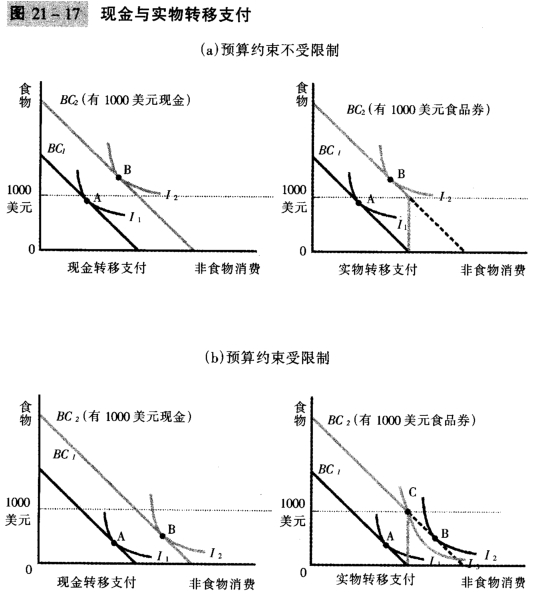 图 21-17 现金与实物转移支付
(a)预算约束不受限制
食物
BC₂(有 1000 美元现金)
BC₁
B
A
I₂
I₁
1000
美元
0
现金转移支付
非食物消费
食物
BC₂(有 1000 美元食品券)
BC₁
B
A
I₂
I₁
1000
美元
0
实物转移支付
非食物消费
(b)预算约束受限制
食物
BC₂(有 1000 美元现金)
BC₁
1000
美元
A
B
I₁
I₂
0
现金转移支付
非食物消费
食物
BC₂(有 1000 美元食品券)
BC₁
C
1000
美元
B
A
I₂
I
I₃
0
实物转移支付
非食物消费